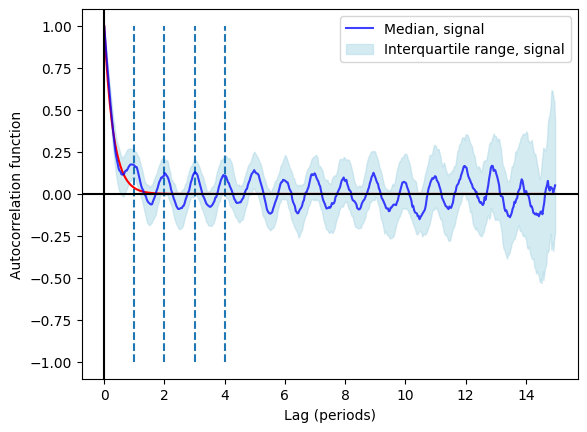 1.00
0.75
0.50
0.25
0.00
−0.25
−0.50
−0.75
−1.00
Autocorrelation function
Median, signal
Interquartile range, signal
0 2 4 6 8 10 12 14
Lag (periods)